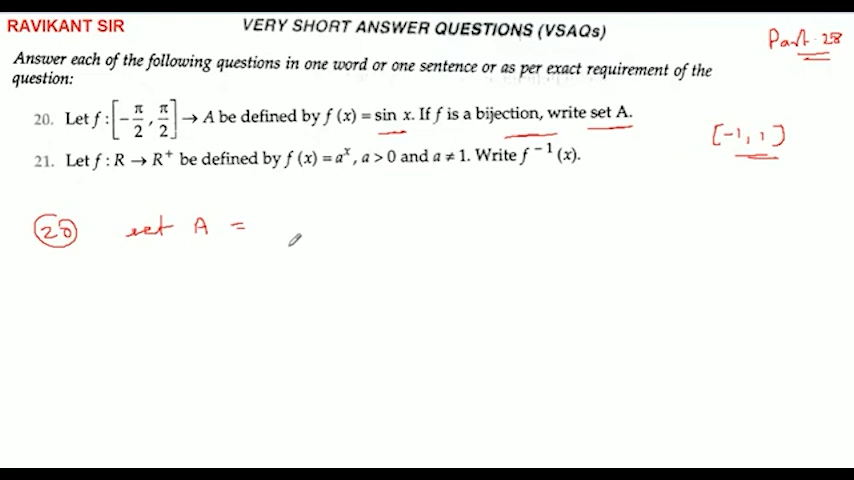 RAVIKANT SIR
VERY SHORT ANSWER QUESTIONS (VSAQs)
Part-28
Answer each of the following questions in one word or one sentence or as per exact requirement of the
question:
20. Let f : [-π/2, π/2] → A be defined by f (x) = sin x. If f is a bijection, write set A.
[-1, 1]
21. Let f : R → R⁺ be defined by f (x) = aˣ, a > 0 and a ≠ 1. Write f⁻¹ (x).
20 set A =